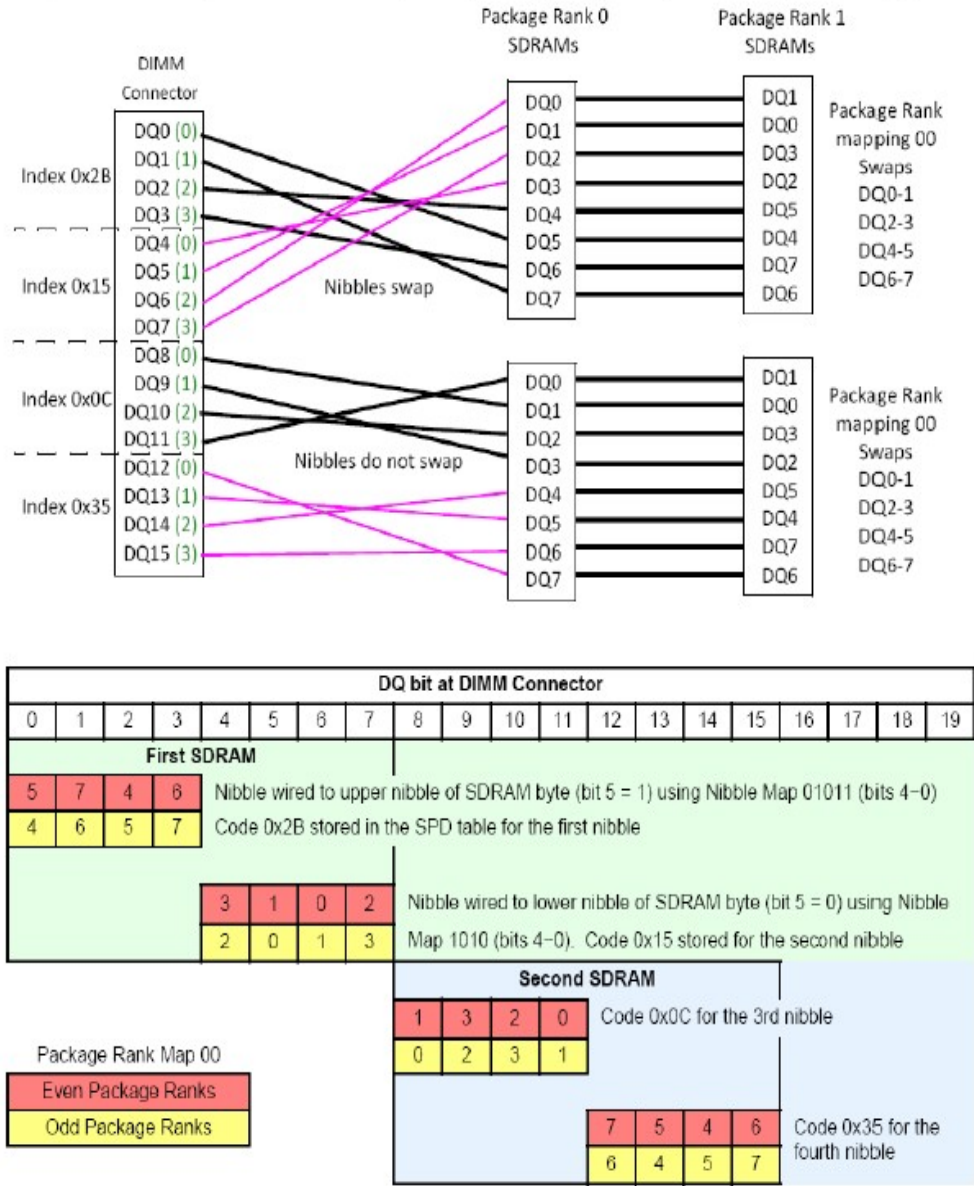 Package Rank 0
SDRAMs
Package Rank 1
SDRAMs
DIMM
Connector
DQ0 (0)
DQ1 (1)
DQ2 (2)
DQ3 (3)
DQ4 (0)
DQ5 (1)
DQ6 (2)
DQ7 (3)
DQ8 (0)
DQ9 (1)
DQ10 (2)
DQ11 (3)
DQ12 (0)
DQ13 (1)
DQ14 (2)
DQ15 (3)
Index 0x2B
Index 0x15
Index 0x0C
Index 0x35
Nibbles swap
Nibbles do not swap
DQ0
DQ1
DQ2
DQ3
DQ4
DQ5
DQ6
DQ7
DQ1
DQ0
DQ3
DQ2
DQ5
DQ4
DQ7
DQ6
Package Rank
mapping 00
Swaps
DQ0-1
DQ2-3
DQ4-5
DQ6-7
DQ0
DQ1
DQ2
DQ3
DQ4
DQ5
DQ6
DQ7
DQ1
DQ0
DQ3
DQ2
DQ5
DQ4
DQ7
DQ6
Package Rank
mapping 00
Swaps
DQ0-1
DQ2-3
DQ4-5
DQ6-7
DQ bit at DIMM Connector
0 1 2 3 4 5 6 7 8 9 10 11 12 13 14 15 16 17 18 19
First SDRAM
5 7 4 6 Nibble wired to upper nibble of SDRAM byte (bit 5 = 1) using Nibble Map 01011 (bits 4−0)
4 6 5 7 Code 0x2B stored in the SPD table for the first nibble
3 1 0 2 Nibble wired to lower nibble of SDRAM byte (bit 5 = 0) using Nibble
2 0 1 3 Map 1010 (bits 4−0). Code 0x15 stored for the second nibble
Second SDRAM
1 3 2 0 Code 0x0C for the 3rd nibble
0 2 3 1
Package Rank Map 00
Even Package Ranks
Odd Package Ranks
7 5 4 6 Code 0x35 for the
6 4 5 7 fourth nibble